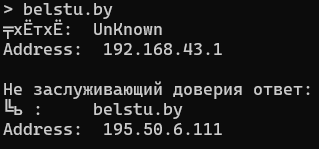 > belstu.by
╤хЁтхЁ:  UnKnown
Address:  192.168.43.1
Не заслуживающий доверия ответ:
╚ь :     belstu.by
Address:  195.50.6.111